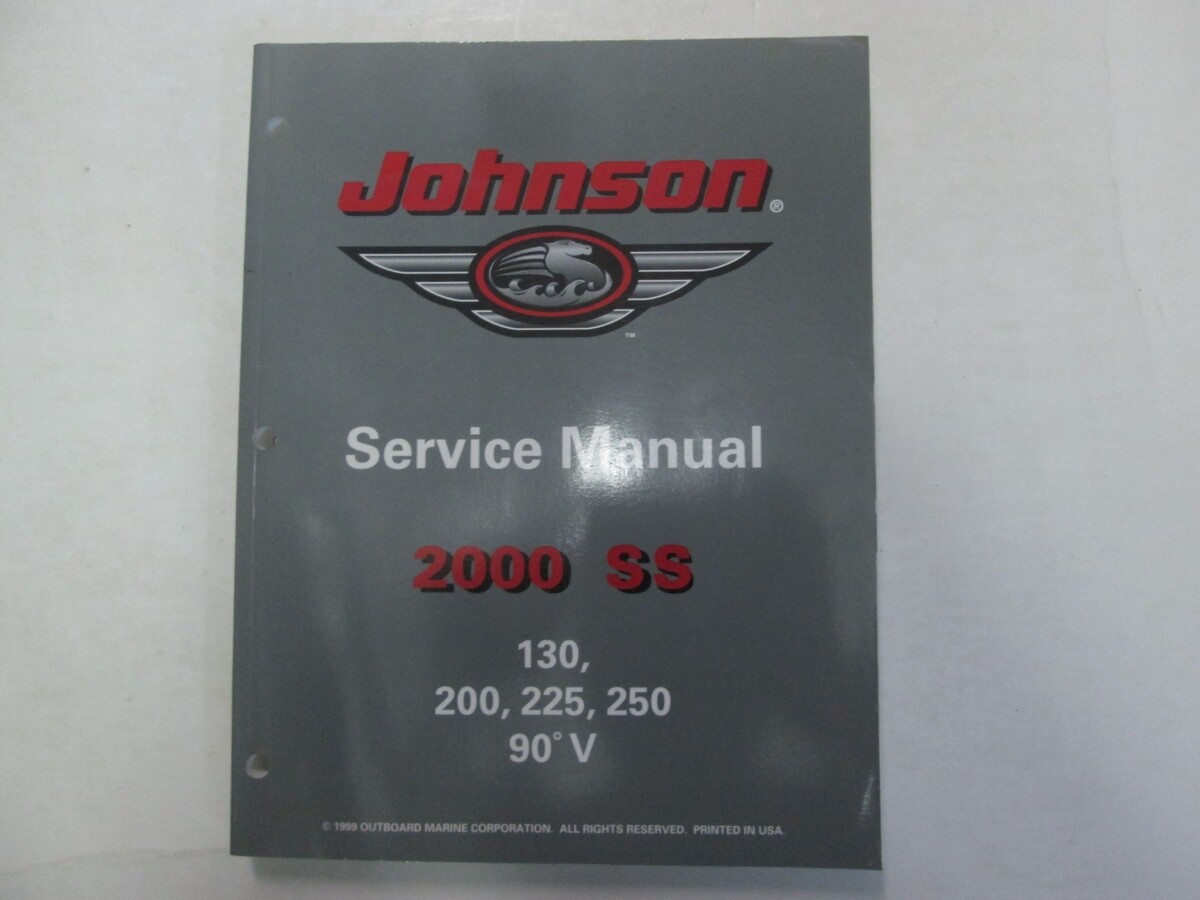 Johnson®
™
Service Manual
2000 SS
130,
200, 225, 250
90° V
© 1999 OUTBOARD MARINE CORPORATION. ALL RIGHTS RESERVED. PRINTED IN USA.